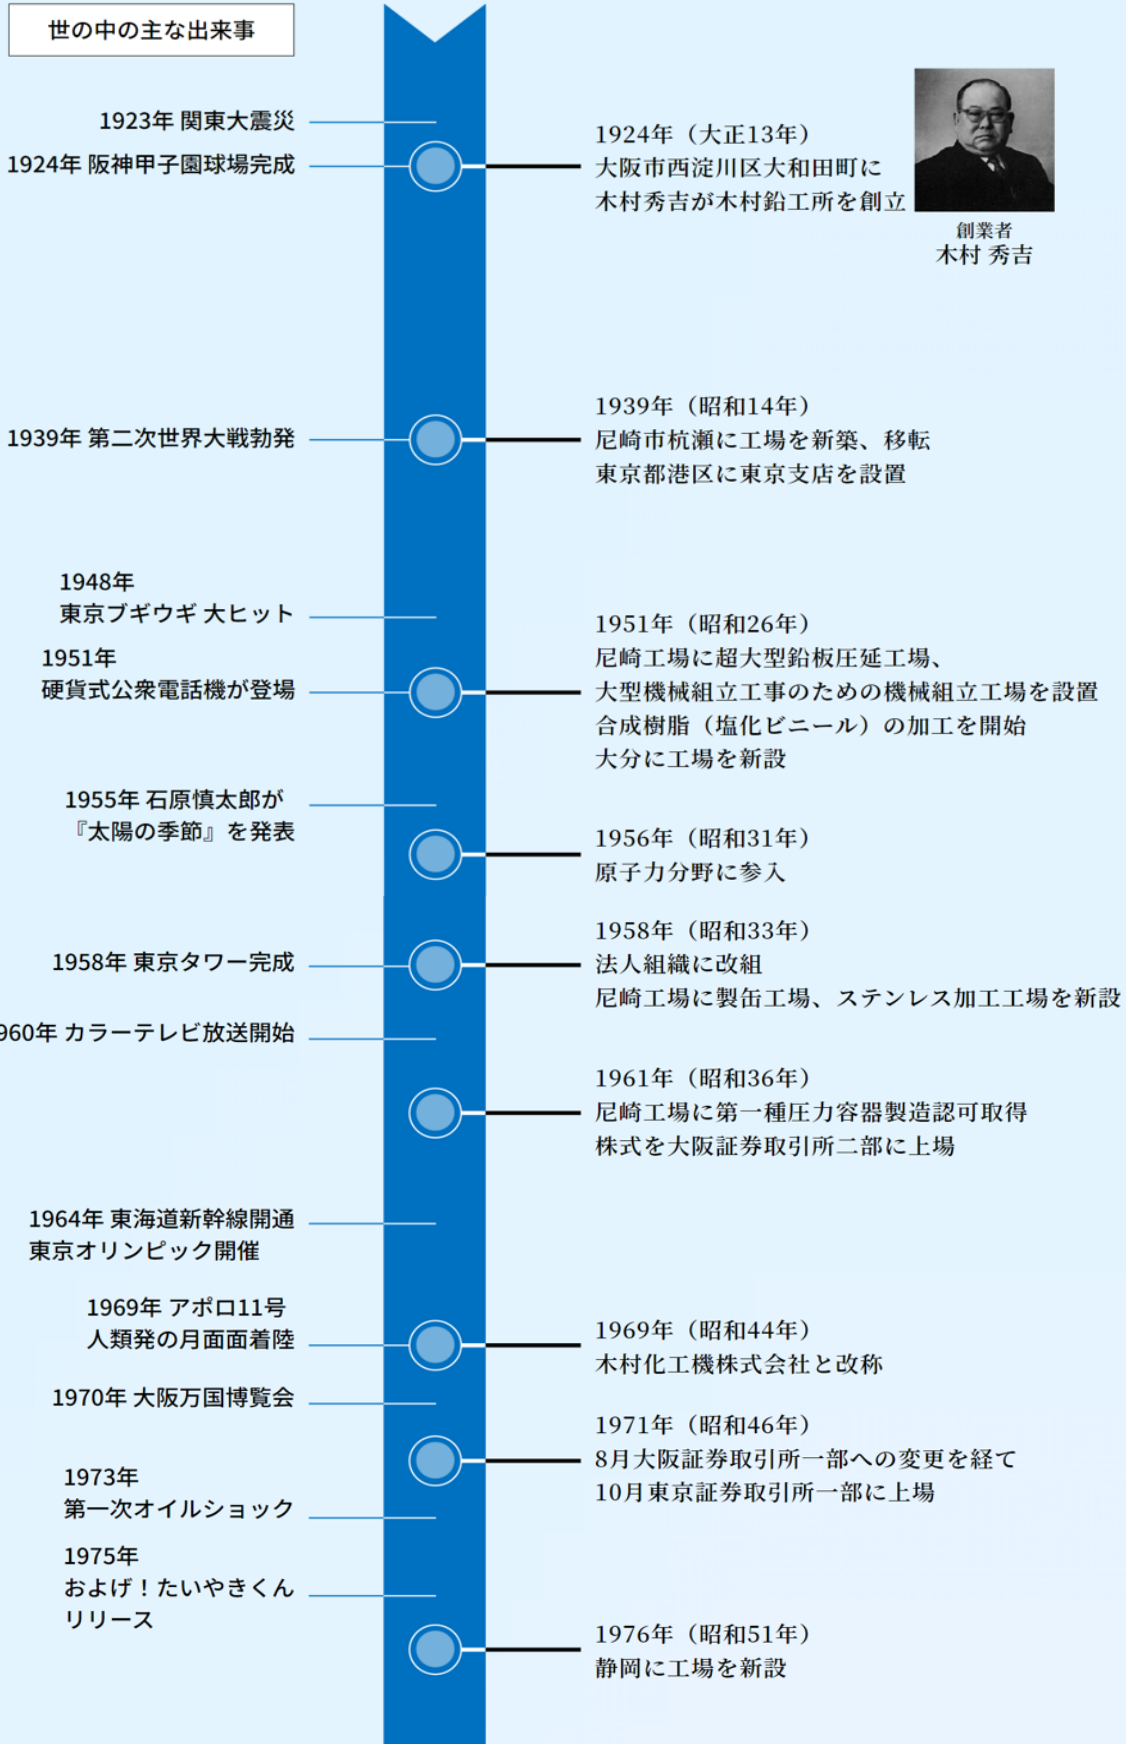 世の中の主な出来事
1923年 関東大震災
1924年 阪神甲子園球場完成
1924年（大正13年）
大阪市西淀川区大和田町に
木村秀吉が木村鉛工所を創立
創業者
木村 秀吉
1939年 第二次世界大戦勃発
1939年（昭和14年）
尼崎市杭瀬に工場を新築、移転
東京都港区に東京支店を設置
1948年
東京ブギウギ 大ヒット
1951年
硬貨式公衆電話機が登場
1951年（昭和26年）
尼崎工場に超大型鉛板圧延工場、
大型機械組立工事のための機械組立工場を設置
合成樹脂（塩化ビニール）の加工を開始
大分に工場を新設
1955年 石原慎太郎が
『太陽の季節』を発表
1956年（昭和31年）
原子力分野に参入
1958年 東京タワー完成
1958年（昭和33年）
法人組織に改組
尼崎工場に製缶工場、ステンレス加工工場を新設
960年 カラーテレビ放送開始
1961年（昭和36年）
尼崎工場に第一種圧力容器製造認可取得
株式を大阪証券取引所二部に上場
1964年 東海道新幹線開通
東京オリンピック開催
1969年 アポロ11号
人類発の月面面着陸
1969年（昭和44年）
木村化工機株式会社と改称
1970年 大阪万国博覧会
1971年（昭和46年）
8月大阪証券取引所一部への変更を経て
10月東京証券取引所一部に上場
1973年
第一次オイルショック
1975年
およげ！たいやきくん
リリース
1976年（昭和51年）
静岡に工場を新設